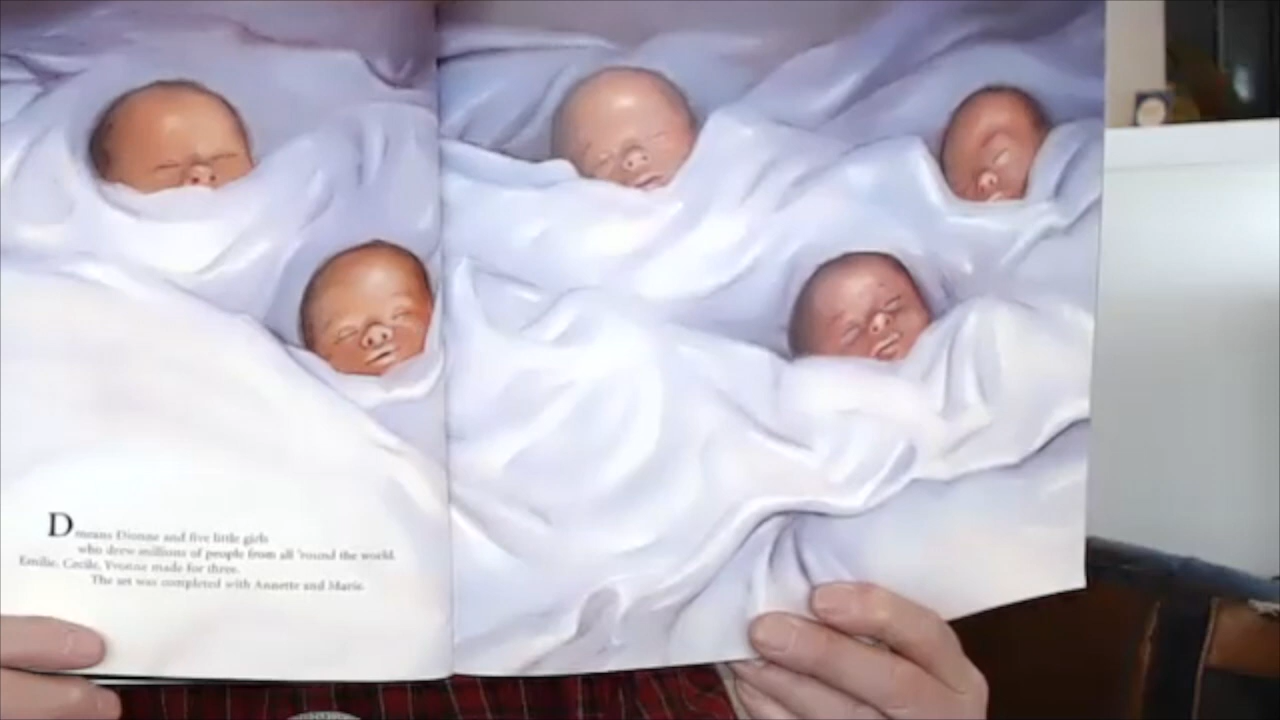 D means Dionne and five little girls
who drew millions of people from all 'round the world.
Emilie, Cecile, Yvonne made for three.
The set was completed with Annette and Marie.